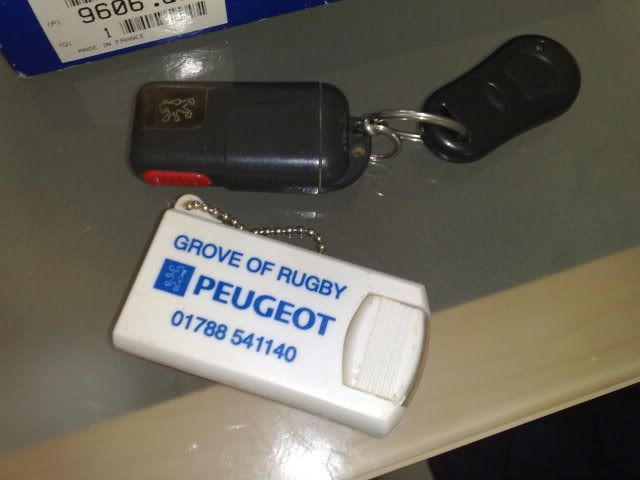 (P)
9606
(Q)
1
MADE IN FRANCE
GROVE OF RUGBY
PEUGEOT
01788 541140